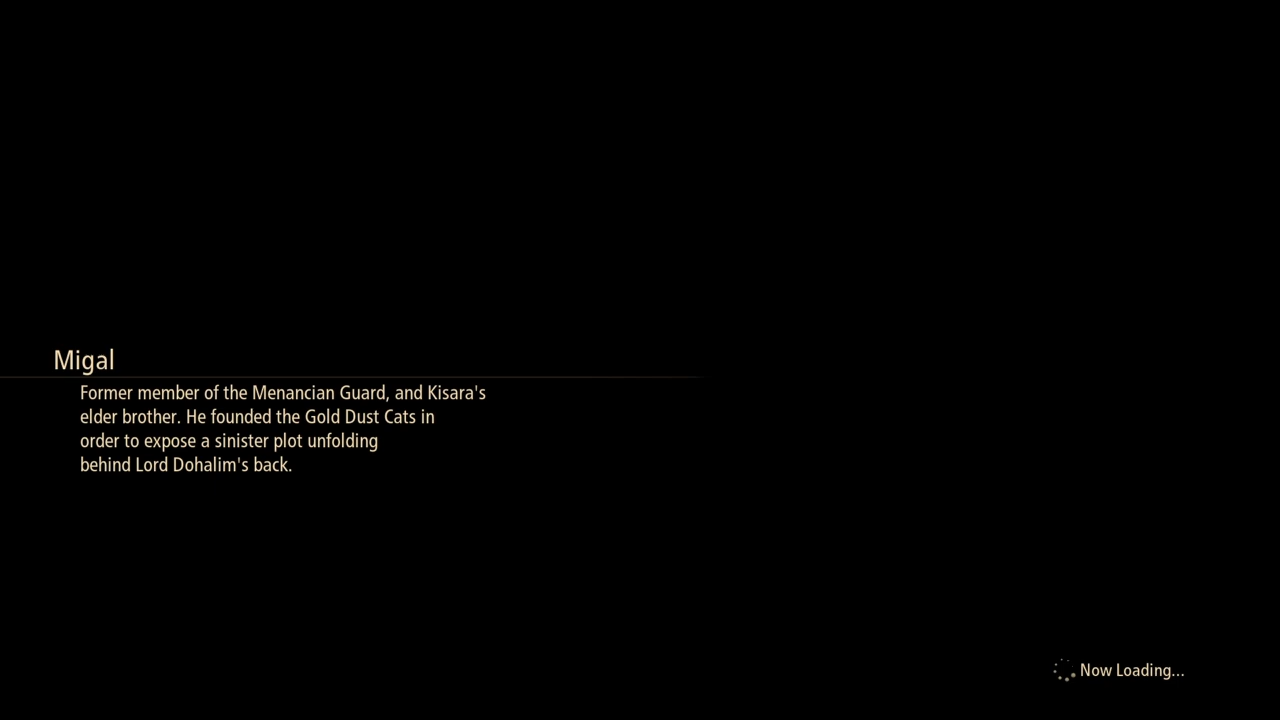 Migal
Former member of the Menancian Guard, and Kisara's
elder brother. He founded the Gold Dust Cats in
order to expose a sinister plot unfolding
behind Lord Dohalim's back.
Now Loading...